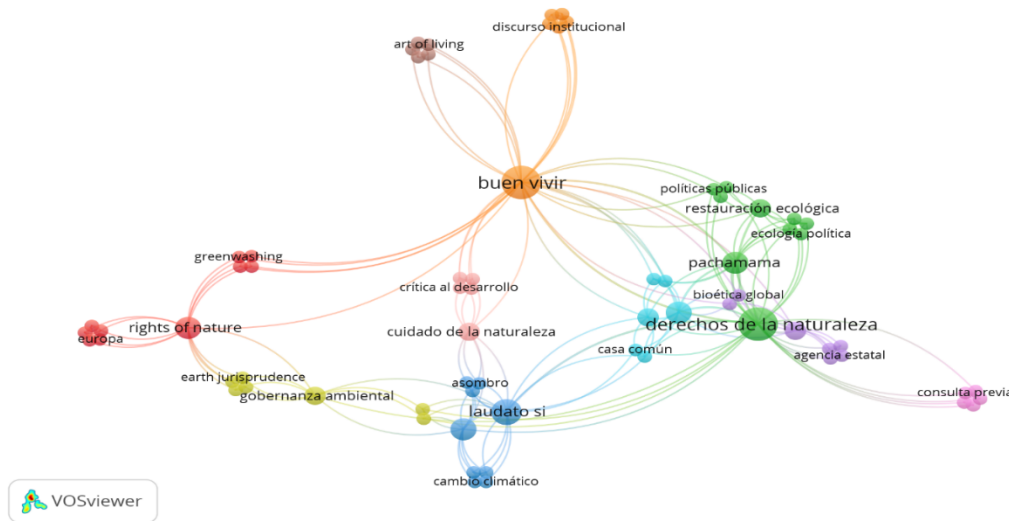 discurso institucional
art of living
buen vivir
políticas públicas
restauración ecológica
ecología política
greenwashing
pachamama
crítica al desarrollo
bioética global
rights of nature
cuidado de la naturaleza
derechos de la naturaleza
europa
casa común
agencia estatal
earth jurisprudence
asombro
gobernanza ambiental
consulta previa
laudato si
cambio climático
VOSviewer